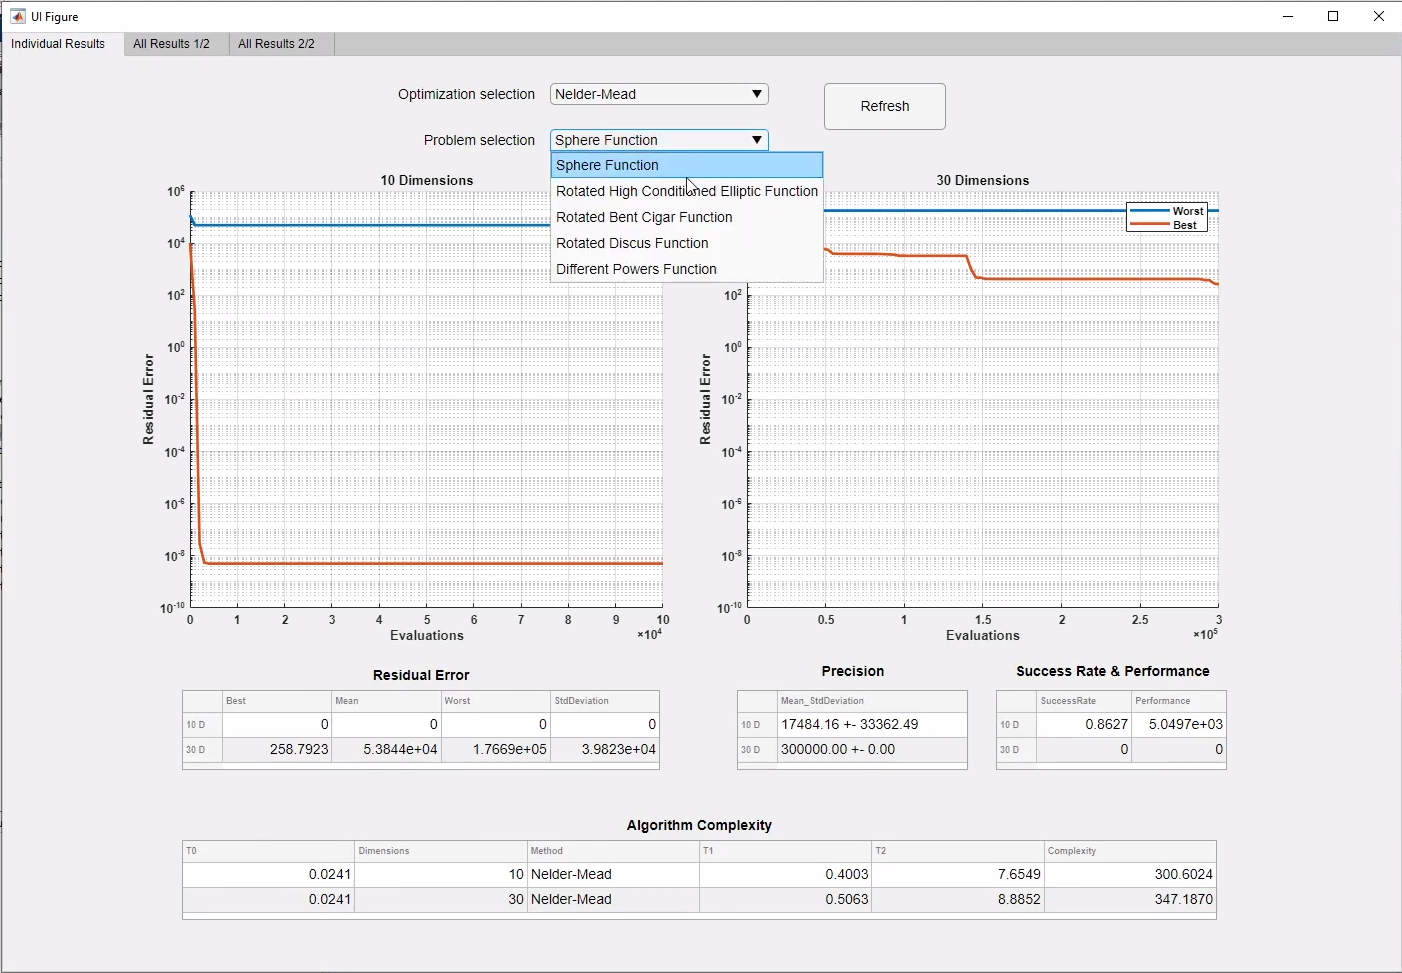 UI Figure
Individual Results All Results 1/2 All Results 2/2
Optimization selection Nelder-Mead Refresh
Problem selection Sphere Function
Sphere Function
Rotated High Conditioned Elliptic Function
Rotated Bent Cigar Function
Rotated Discus Function
Different Powers Function
10 Dimensions
10^6
10^4
10^2
10^0
10^-2
10^-4
10^-6
10^-8
10^-10
Residual Error
0 1 2 3 4 5 6 7 8 9 10
Evaluations ×10^4
30 Dimensions
Worst
Best
10^2
10^0
10^-2
10^-4
10^-6
10^-8
10^-10
Residual Error
0 0.5 1 1.5 2 2.5 3
Evaluations ×10^5
Residual Error
Best Mean Worst StdDeviation
10 D 0 0 0 0
30 D 258.7923 5.3844e+04 1.7669e+05 3.9823e+04
Precision
Mean_StdDeviation
10 D 17484.16 +- 33362.49
30 D 300000.00 +- 0.00
Success Rate & Performance
SuccessRate Performance
10 D 0.8627 5.0497e+03
30 D 0 0
Algorithm Complexity
T0 Dimensions Method T1 T2 Complexity
0.0241 10 Nelder-Mead 0.4003 7.6549 300.6024
0.0241 30 Nelder-Mead 0.5063 8.8852 347.1870